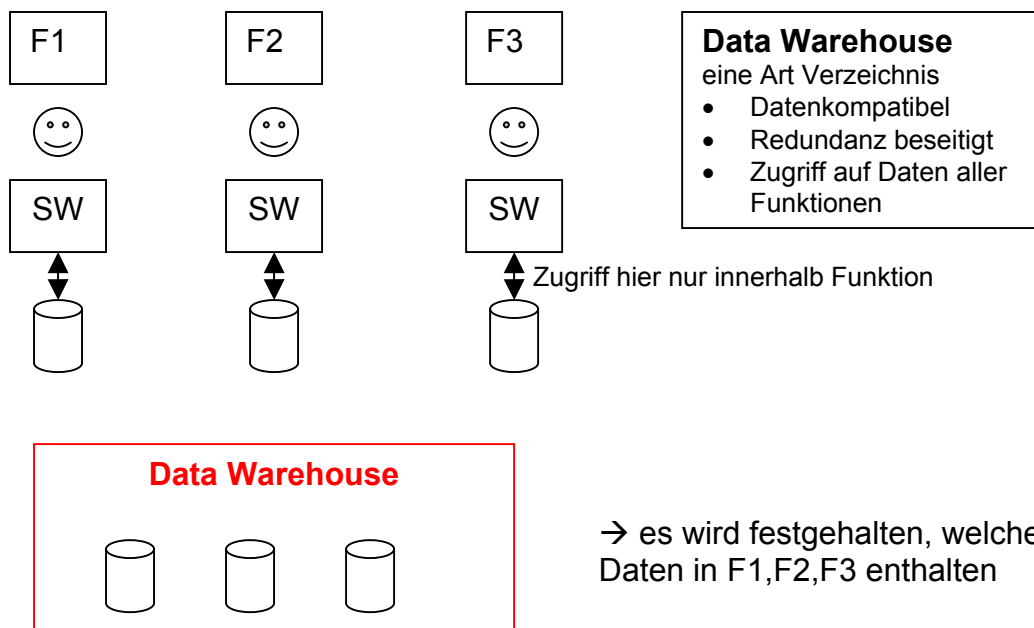 F1
F2
F3
SW
SW
SW
Zugriff hier nur innerhalb Funktion
Data Warehouse
eine Art Verzeichnis
• Datenkompatibel
• Redundanz beseitigt
• Zugriff auf Daten aller
Funktionen
Data Warehouse
→ es wird festgehalten, welche
Daten in F1,F2,F3 enthalten